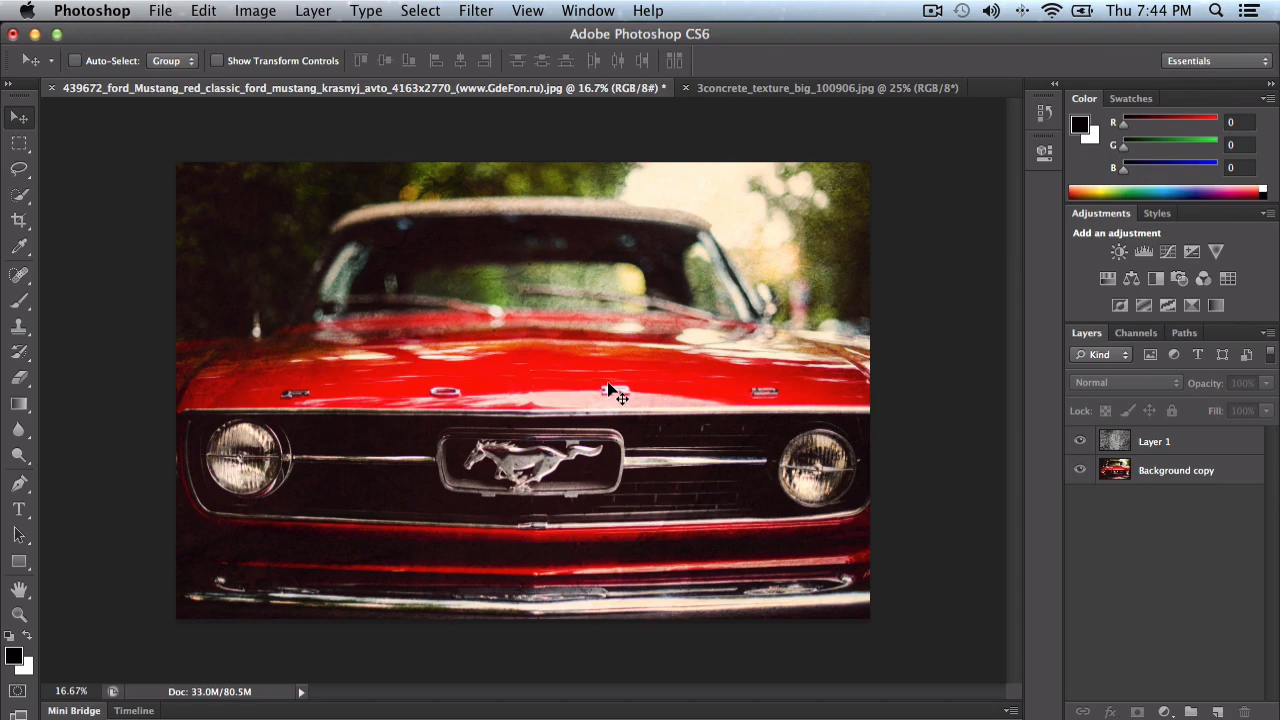 Photoshop File Edit Image Layer Type Select Filter View Window Help Thu 7:44 PM
Adobe Photoshop CS6
Auto-Select: Group Show Transform Controls Essentials
× 439672_ford_Mustang_red_classic_ford_mustang_krasnyj_avto_4163x2770_(www.GdeFon.ru).jpg @ 16.7% (RGB/8#) * × 3concrete_texture_big_100906.jpg @ 25% (RGB/8*)
Color Swatches
R 0
G 0
B 0
Adjustments Styles
Add an adjustment
Layers Channels Paths
Kind
Normal Opacity: 100%
Lock: Fill: 100%
Layer 1
Background copy
16.67% Doc: 33.0M/80.5M
Mini Bridge Timeline